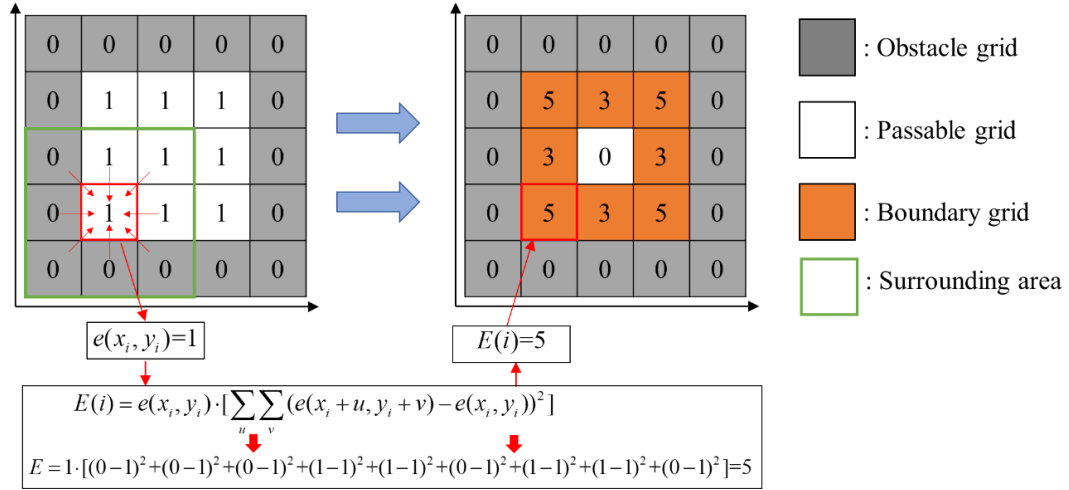 0 0 0 0 0
0 1 1 1 0
0 1 1 1 0
0 1 1 1 0
0 0 0 0 0
0 0 0 0 0
0 5 3 5 0
0 3 0 3 0
0 5 3 5 0
0 0 0 0 0
: Obstacle grid
: Passable grid
: Boundary grid
: Surrounding area
e(x_i, y_i)=1
E(i)=5
E(i) = e(x_i, y_i)·[∑_u ∑_v (e(x_i + u, y_i + v) − e(x_i, y_i))²]
E = 1·[(0−1)²+(0−1)²+(0−1)²+(1−1)²+(1−1)²+(0−1)²+(1−1)²+(1−1)²+(0−1)²]=5